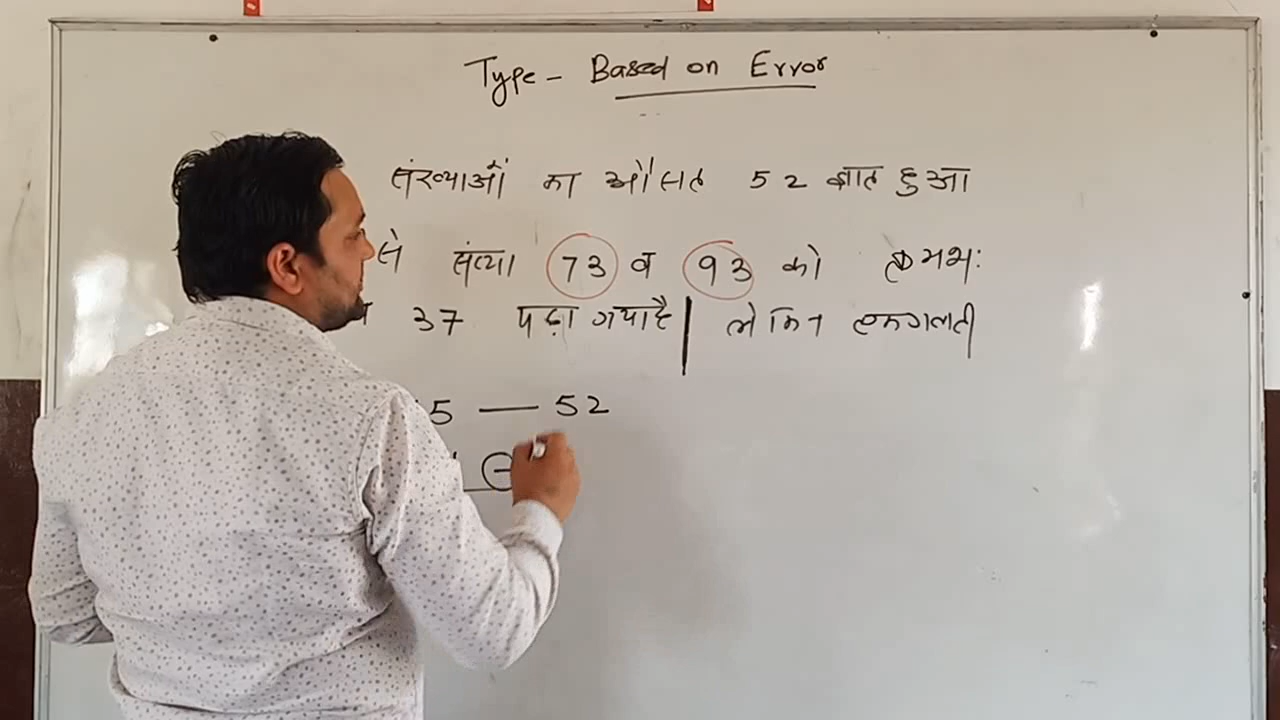 Type - Based on Error
संख्याओं का औसत 52 ज्ञात हुआ
से संख्या 73 व 93 को क्रमशः
37 पढ़ा गया है | लेकिन एक गलती
5 — 52